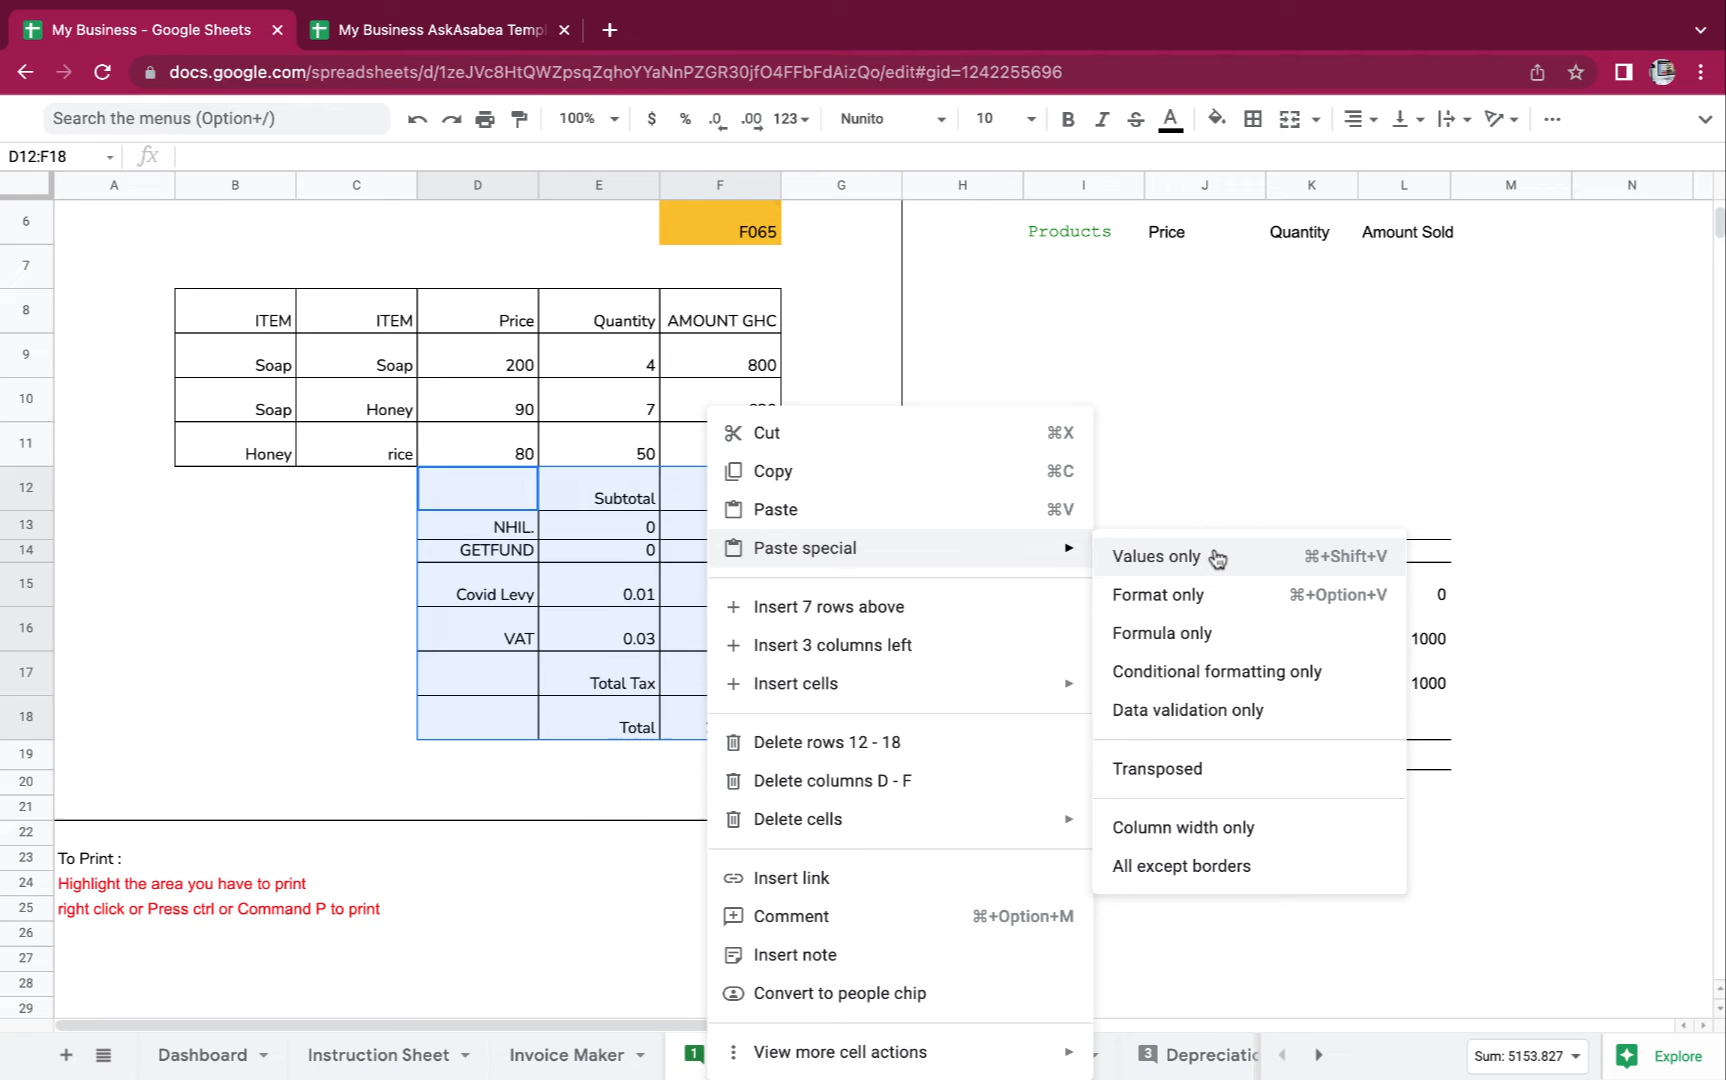 My Business - Google Sheets
My Business AskAsabea Templ
docs.google.com/spreadsheets/d/1zeJVc8HtQWZpsqZqhoYYaNnPZGR30jfO4FFbFdAizQo/edit#gid=1242255696
Search the menus (Option+/)
100%
$ % .0 .00 123
Nunito
10
B I S A
D12:F18
fx
A B C D E F G H I J K L M N
6 F065 Products Price Quantity Amount Sold
7
8 ITEM ITEM Price Quantity AMOUNT GHC
9 Soap Soap 200 4 800
10 Soap Honey 90 7
11 Honey rice 80 50
12 Subtotal
13 NHIL. 0
14 GETFUND 0
15 Covid Levy 0.01 0
16 VAT 0.03 1000
17 Total Tax 1000
18 Total
19
20
21
22
23 To Print :
24 Highlight the area you have to print
25 right click or Press ctrl or Command P to print
26
27
28
29
Cut ⌘X
Copy ⌘C
Paste ⌘V
Paste special
Insert 7 rows above
Insert 3 columns left
Insert cells
Delete rows 12 - 18
Delete columns D - F
Delete cells
Insert link
Comment ⌘+Option+M
Insert note
Convert to people chip
View more cell actions
Values only ⌘+Shift+V
Format only ⌘+Option+V
Formula only
Conditional formatting only
Data validation only
Transposed
Column width only
All except borders
Dashboard
Instruction Sheet
Invoice Maker
1
3 Depreciatic
Sum: 5153.827
Explore